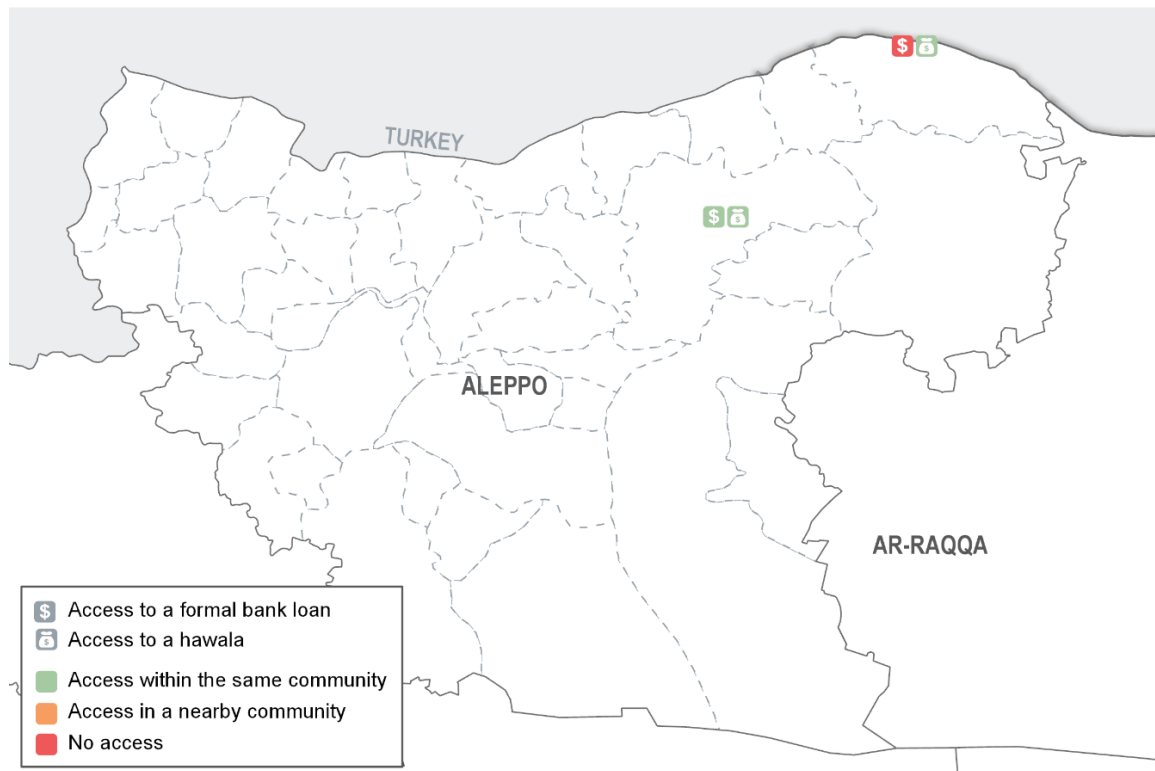 $
$
TURKEY
$
$
ALEPPO
AR-RAQQA
$ Access to a formal bank loan
$ Access to a hawala
Access within the same community
Access in a nearby community
No access